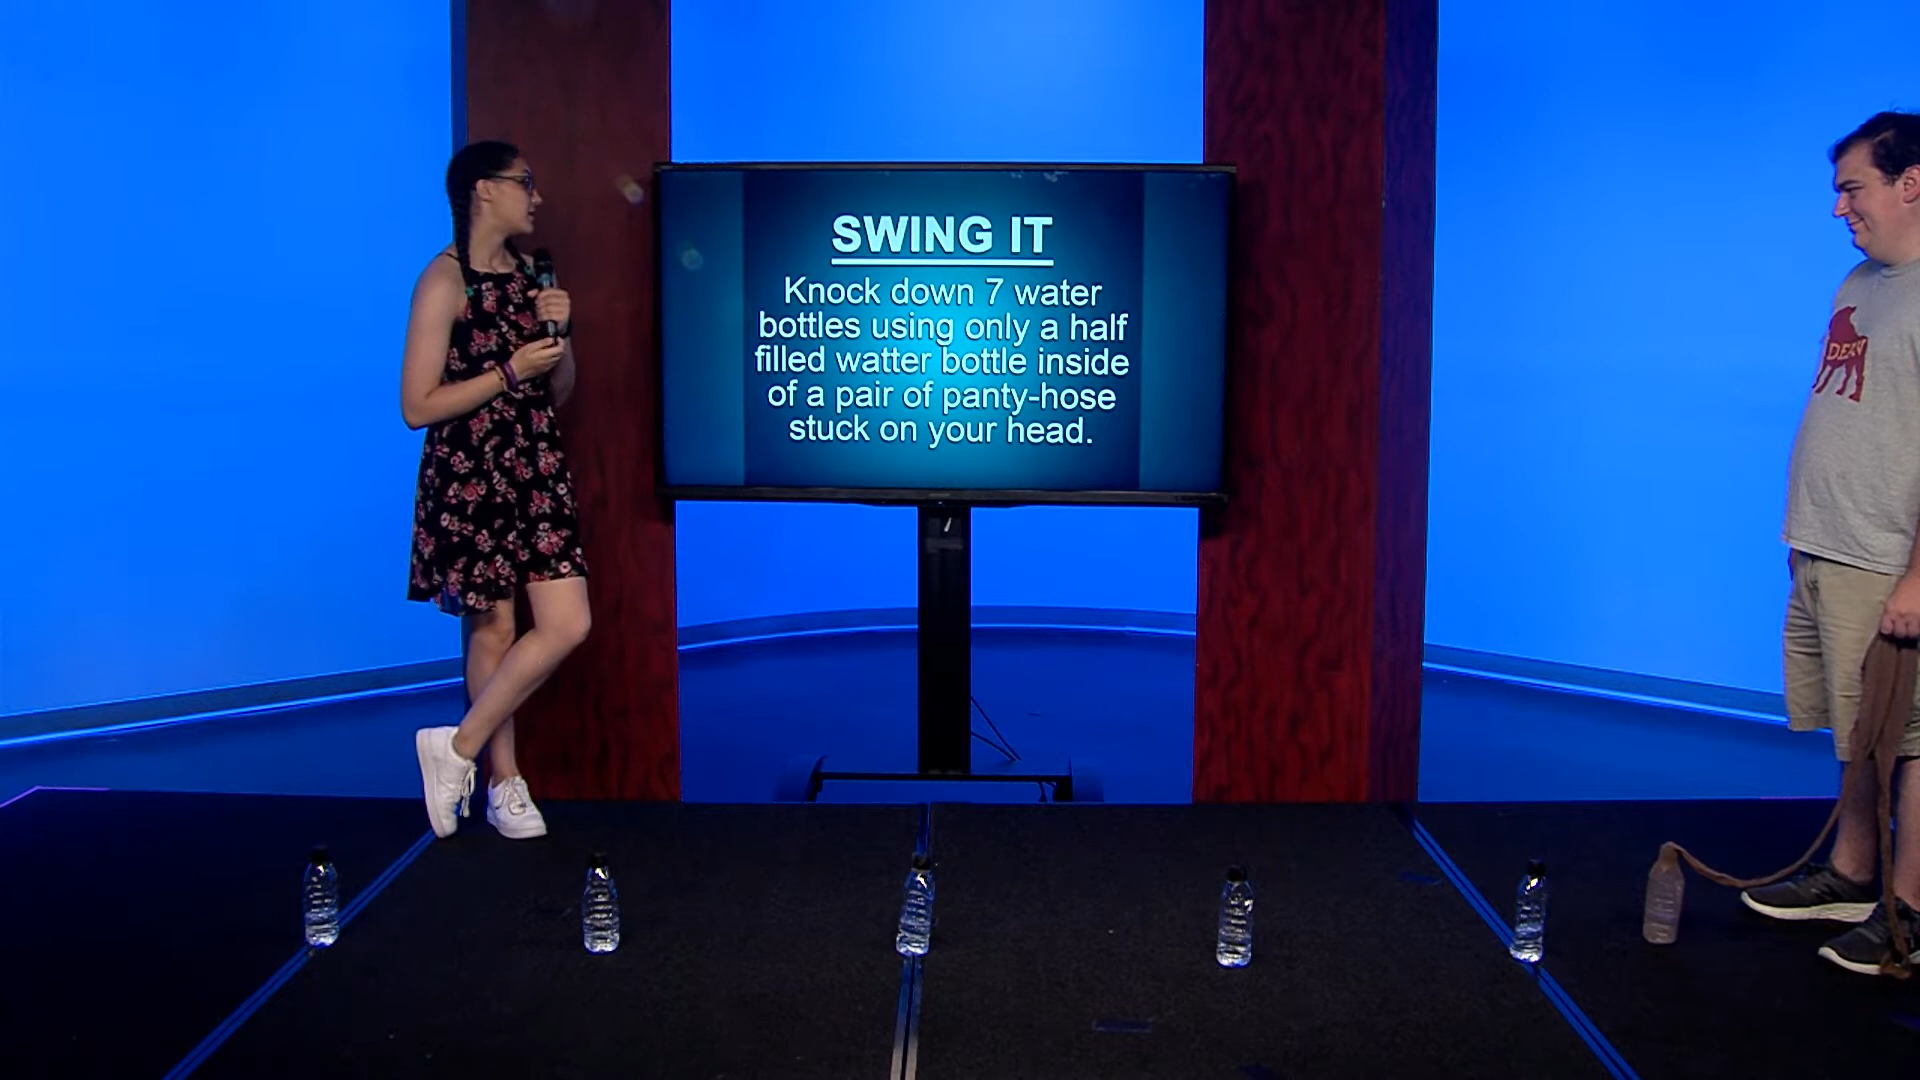 SWING IT
Knock down 7 water
bottles using only a half
filled watter bottle inside
of a pair of panty-hose
stuck on your head.